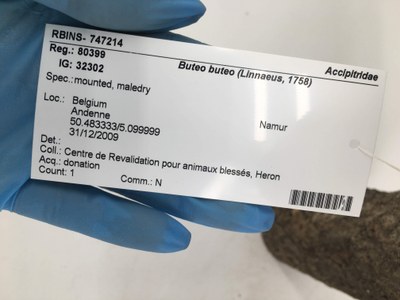 RBINS- 747214
Reg.: 80399
IG: 32302
Buteo buteo (Linnaeus, 1758)
Accipitridae
Spec.: mounted, maledry
Loc.: Belgium
Andenne
Namur
50.483333/5.099999
31/12/2009
Det.:
Coll.: Centre de Revalidation pour animaux blessés, Heron
Acq.: donation
Count: 1
Comm.: N